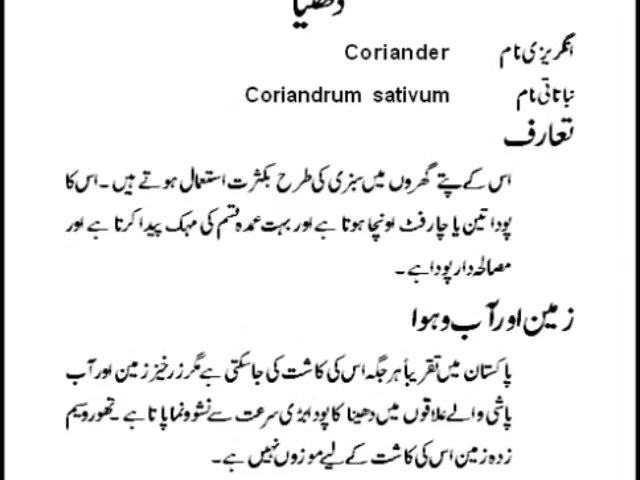 دھنیا
انگریزی نام Coriander
نباتاتی نام Coriandrum sativum
تعارف
اس کے پتے گھروں میں سبزی کی طرح بکثرت استعمال ہوتے ہیں ۔ اس کا
پودا تین یا چار فٹ اونچا ہوتا ہے اور بہت عمدہ قسم کی مہک پیدا کرتا ہے اور
مصالحہ دار پودا ہے ۔
زمین اور آب و ہوا
پاکستان میں تقریباً ہر جگہ اس کی کاشت کی جا سکتی ہے مگر زرخیز زمین اور آب
پاشی والے علاقوں میں دھینا کا پودا بڑی سرعت سے نشوونما پاتا ہے ۔ تھور و سیم
زدہ زمین اس کی کاشت کے لیے موزوں نہیں ہے ۔